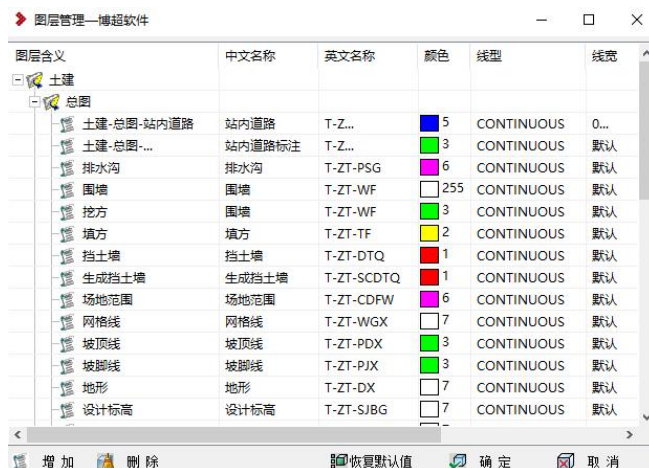 图层管理—博超软件
图层含义 中文名称 英文名称 颜色 线型 线宽
土建
总图
土建-总图-站内道路 站内道路 T-Z... 5 CONTINUOUS 0...
土建-总图-... 站内道路标注 T-Z... 3 CONTINUOUS 默认
排水沟 排水沟 T-ZT-PSG 6 CONTINUOUS 默认
围墙 围墙 T-ZT-WF 255 CONTINUOUS 默认
挖方 围墙 T-ZT-WF 3 CONTINUOUS 默认
填方 填方 T-ZT-TF 2 CONTINUOUS 默认
挡土墙 挡土墙 T-ZT-DTQ 1 CONTINUOUS 默认
生成挡土墙 生成挡土墙 T-ZT-SCDTQ 1 CONTINUOUS 默认
场地范围 场地范围 T-ZT-CDFW 6 CONTINUOUS 默认
网格线 网格线 T-ZT-WGX 7 CONTINUOUS 默认
坡顶线 坡顶线 T-ZT-PDX 3 CONTINUOUS 默认
坡脚线 坡脚线 T-ZT-PJX 3 CONTINUOUS 默认
地形 地形 T-ZT-DX 7 CONTINUOUS 默认
设计标高 设计标高 T-ZT-SJBG 7 CONTINUOUS 默认
增 加 删 除 恢复默认值 确 定 取 消